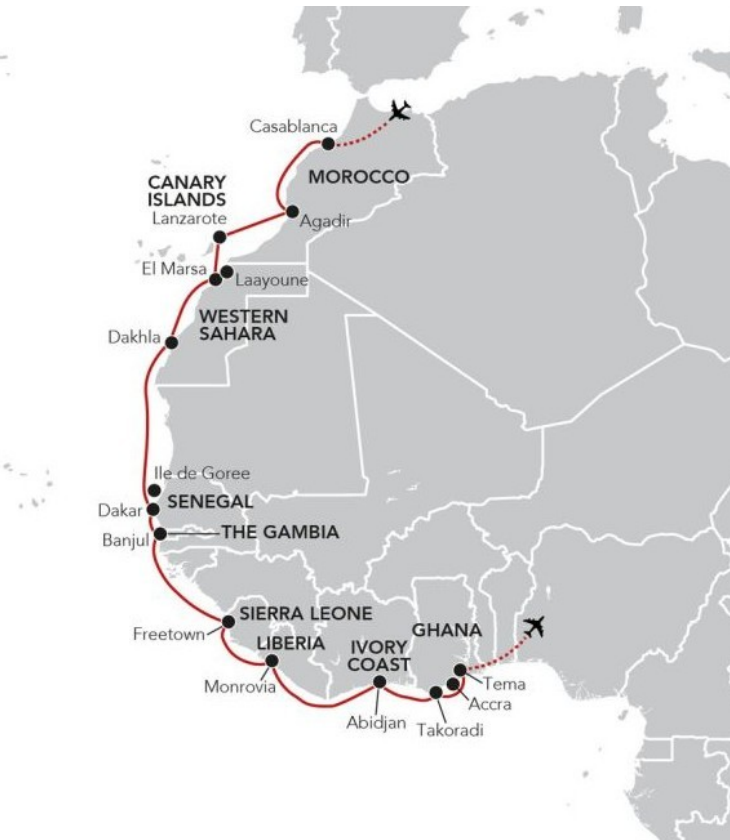 Casablanca
MOROCCO
CANARY
ISLANDS
Lanzarote
Agadir
El Marsa
Laayoune
WESTERN
SAHARA
Dakhla
Ile de Goree
SENEGAL
Dakar
Banjul
THE GAMBIA
SIERRA LEONE
Freetown
LIBERIA
IVORY
COAST
GHANA
Monrovia
Tema
Accra
Abidjan
Takoradi